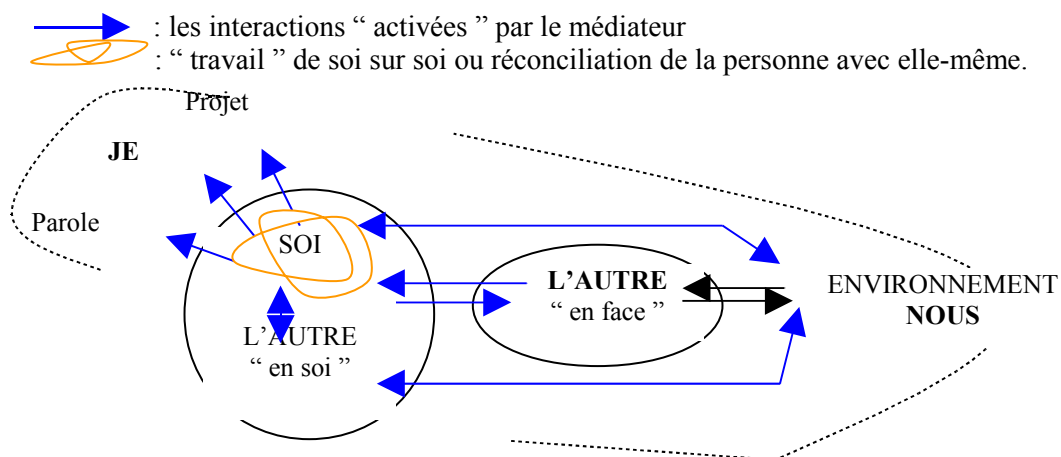 : les interactions “ activées ” par le médiateur
: “ travail ” de soi sur soi ou réconciliation de la personne avec elle-même.
Projet
JE
Parole
SOI
L’AUTRE
“ en soi ”
L’AUTRE
“ en face ”
ENVIRONNEMENT
NOUS